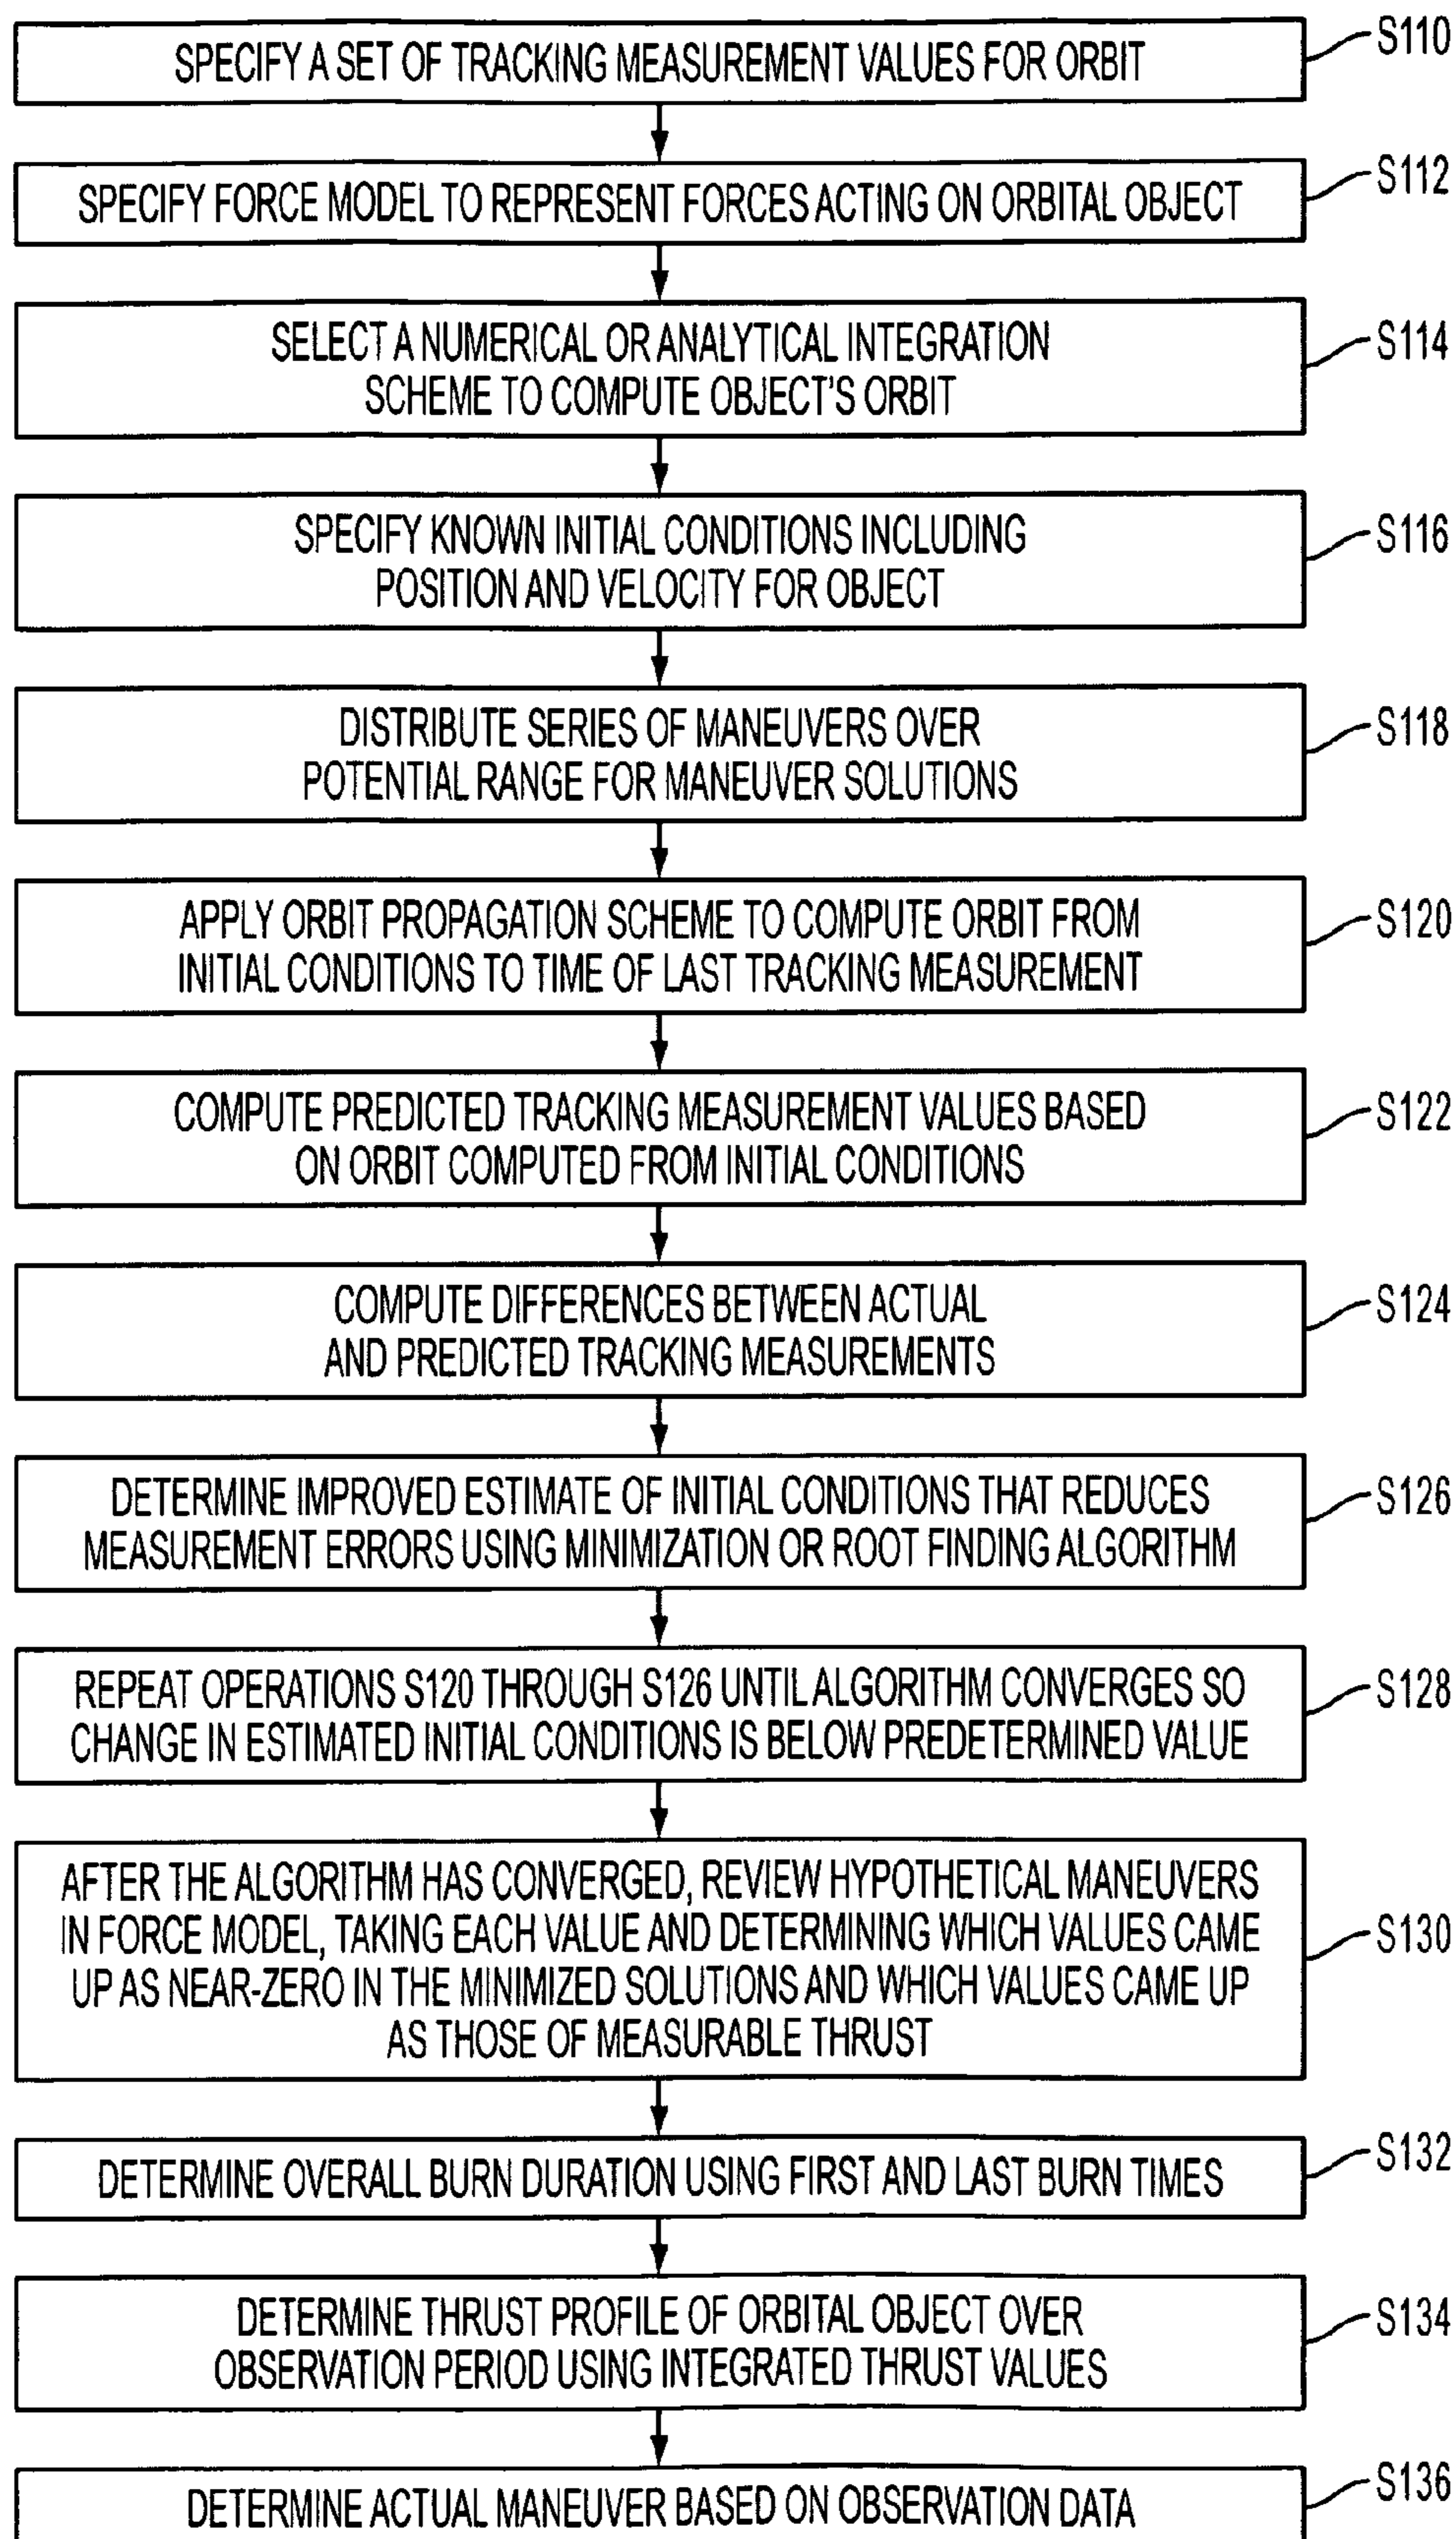 SPECIFY A SET OF TRACKING MEASUREMENT VALUES FOR ORBIT
S110
SPECIFY FORCE MODEL TO REPRESENT FORCES ACTING ON ORBITAL OBJECT
S112
SELECT A NUMERICAL OR ANALYTICAL INTEGRATION
SCHEME TO COMPUTE OBJECT'S ORBIT
S114
SPECIFY KNOWN INITIAL CONDITIONS INCLUDING
POSITION AND VELOCITY FOR OBJECT
S116
DISTRIBUTE SERIES OF MANEUVERS OVER
POTENTIAL RANGE FOR MANEUVER SOLUTIONS
S118
APPLY ORBIT PROPAGATION SCHEME TO COMPUTE ORBIT FROM
INITIAL CONDITIONS TO TIME OF LAST TRACKING MEASUREMENT
S120
COMPUTE PREDICTED TRACKING MEASUREMENT VALUES BASED
ON ORBIT COMPUTED FROM INITIAL CONDITIONS
S122
COMPUTE DIFFERENCES BETWEEN ACTUAL
AND PREDICTED TRACKING MEASUREMENTS
S124
DETERMINE IMPROVED ESTIMATE OF INITIAL CONDITIONS THAT REDUCES
MEASUREMENT ERRORS USING MINIMIZATION OR ROOT FINDING ALGORITHM
S126
REPEAT OPERATIONS S120 THROUGH S126 UNTIL ALGORITHM CONVERGES SO
CHANGE IN ESTIMATED INITIAL CONDITIONS IS BELOW PREDETERMINED VALUE
S128
AFTER THE ALGORITHM HAS CONVERGED, REVIEW HYPOTHETICAL MANEUVERS
IN FORCE MODEL, TAKING EACH VALUE AND DETERMINING WHICH VALUES CAME
UP AS NEAR-ZERO IN THE MINIMIZED SOLUTIONS AND WHICH VALUES CAME UP
AS THOSE OF MEASURABLE THRUST
S130
DETERMINE OVERALL BURN DURATION USING FIRST AND LAST BURN TIMES
S132
DETERMINE THRUST PROFILE OF ORBITAL OBJECT OVER
OBSERVATION PERIOD USING INTEGRATED THRUST VALUES
S134
DETERMINE ACTUAL MANEUVER BASED ON OBSERVATION DATA
S136